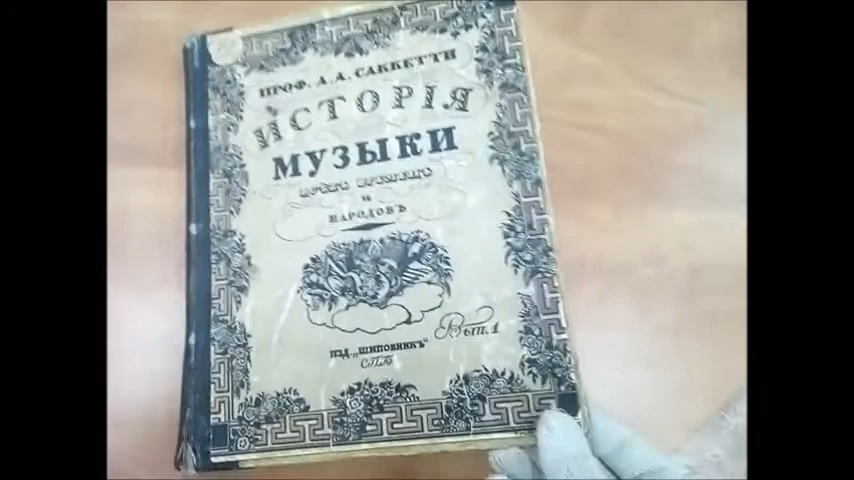 ПРОФ. А. А. САККЕТТИ
ИСТОРІЯ
МУЗЫКИ
и
НАРОДОВЪ
Вып. 1
ИЗД. „ШИПОВНИКЪ"
СПБ